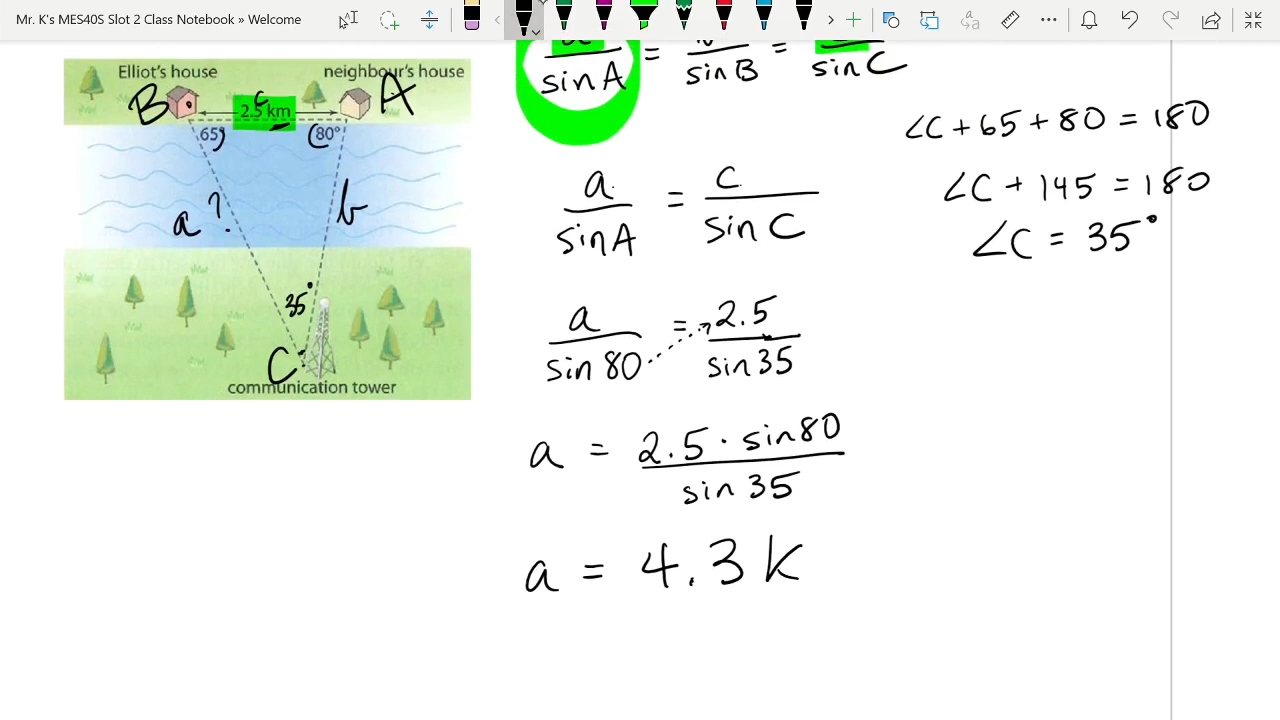 Mr. K's MES40S Slot 2 Class Notebook » Welcome
sin A = sin B = sin C
Elliot's house
neighbour's house
B
A
c
2.5 km
65
80°
a ?
b
35°
C
communication tower
∠C + 65 + 80 = 180
∠C + 145 = 180
∠C = 35°
a / sin A = c / sin C
a / sin 80 = 2.5 / sin 35
a = 2.5 · sin 80 / sin 35
a = 4.3 k